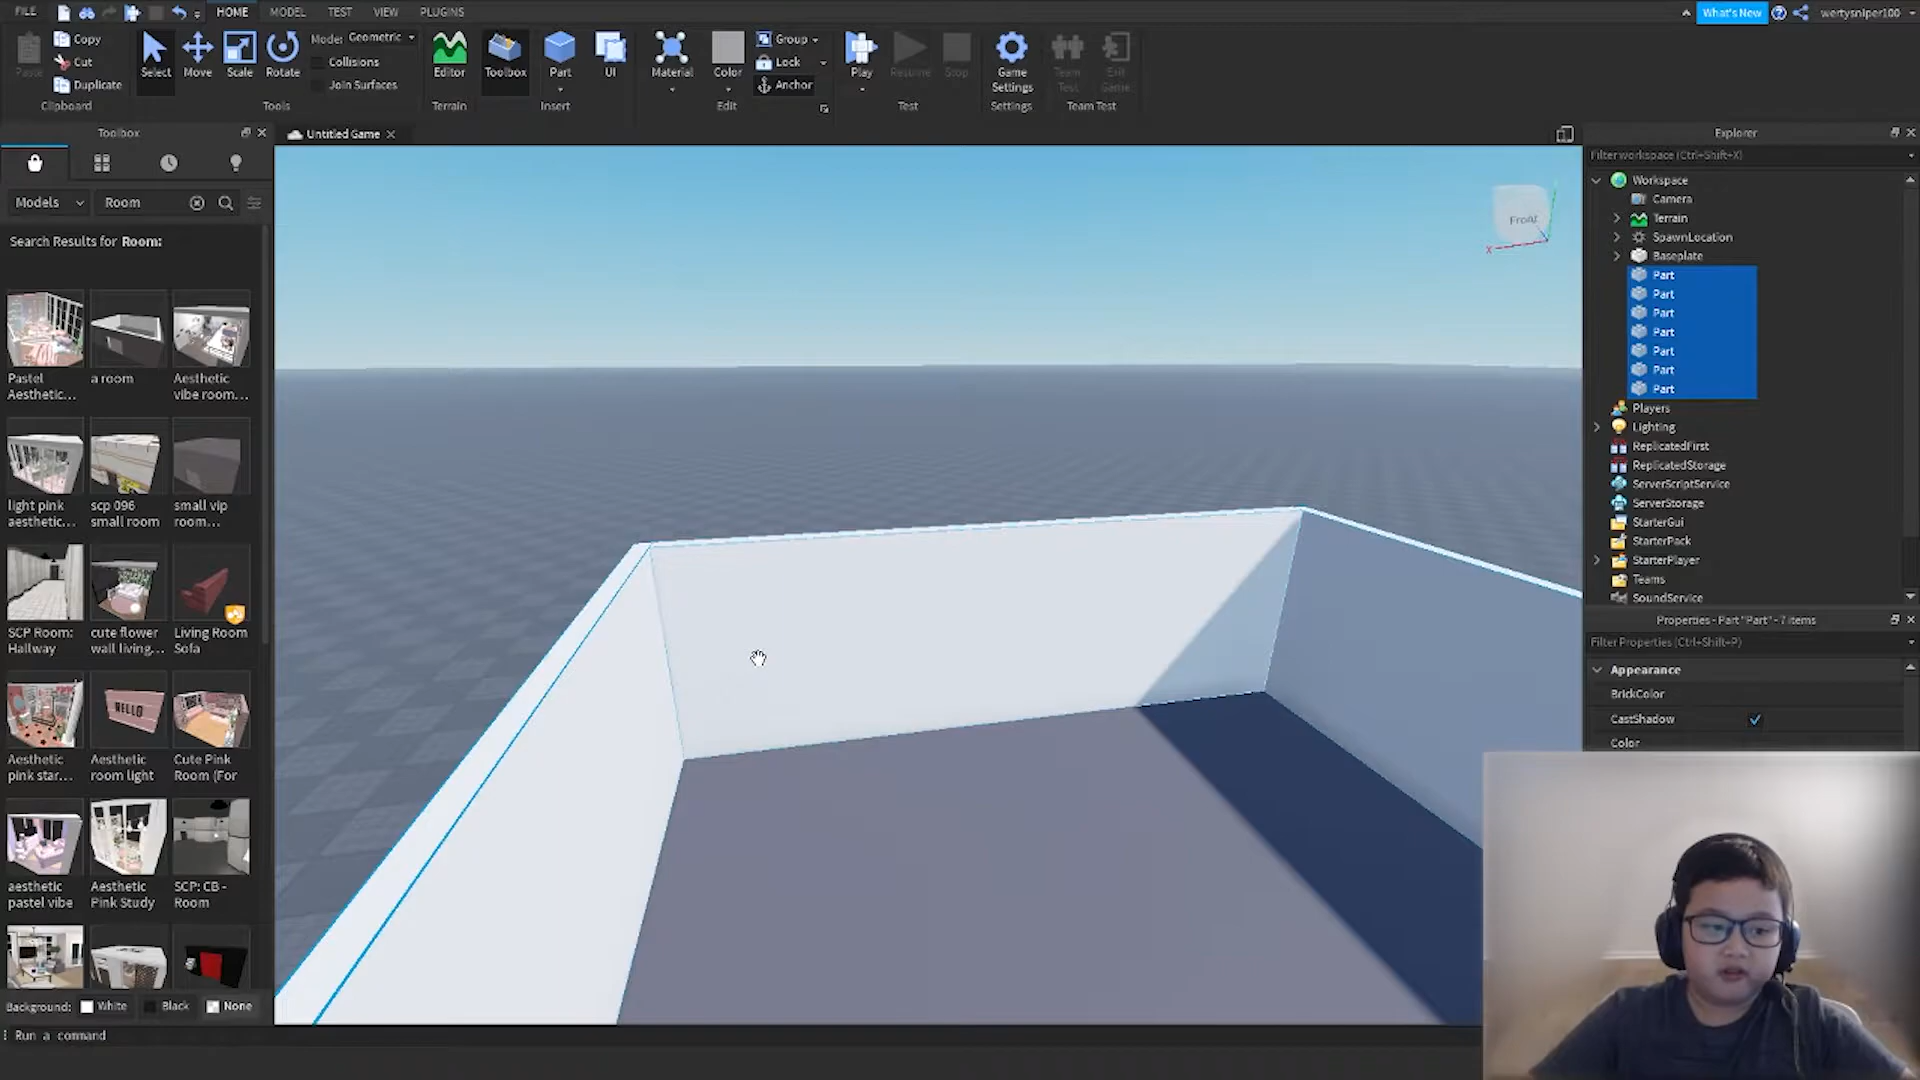 FILE HOME MODEL TEST VIEW PLUGINS What's New wertysniper100
Paste Copy Cut Duplicate Clipboard
Select Move Scale Rotate Mode: Geometric Collisions Join Surfaces Tools
Editor Terrain
Toolbox Part UI Insert
Material Color Group Lock Anchor Edit
Play Resume Stop Test
Game Settings Settings
Team Test Exit Game Team Test
Toolbox
Models Room
Search Results for Room:
Pastel Aesthetic...
a room
Aesthetic vibe room...
light pink aesthetic...
scp 096 small room
small vip room...
SCP Room: Hallway
cute flower wall living...
Living Room Sofa
HELLO
Aesthetic pink star...
Aesthetic room light
Cute Pink Room (For
aesthetic pastel vibe
Aesthetic Pink Study
SCP: CB - Room
Background: White Black None
Run a command
Untitled Game
Front
X
Explorer
Filter workspace (Ctrl+Shift+X)
Workspace
Camera
Terrain
SpawnLocation
Baseplate
Part
Part
Part
Part
Part
Part
Part
Players
Lighting
ReplicatedFirst
ReplicatedStorage
ServerScriptService
ServerStorage
StarterGui
StarterPack
StarterPlayer
Teams
SoundService
Properties - Part "Part" - 7 items
Filter Properties (Ctrl+Shift+P)
Appearance
BrickColor
CastShadow
Color